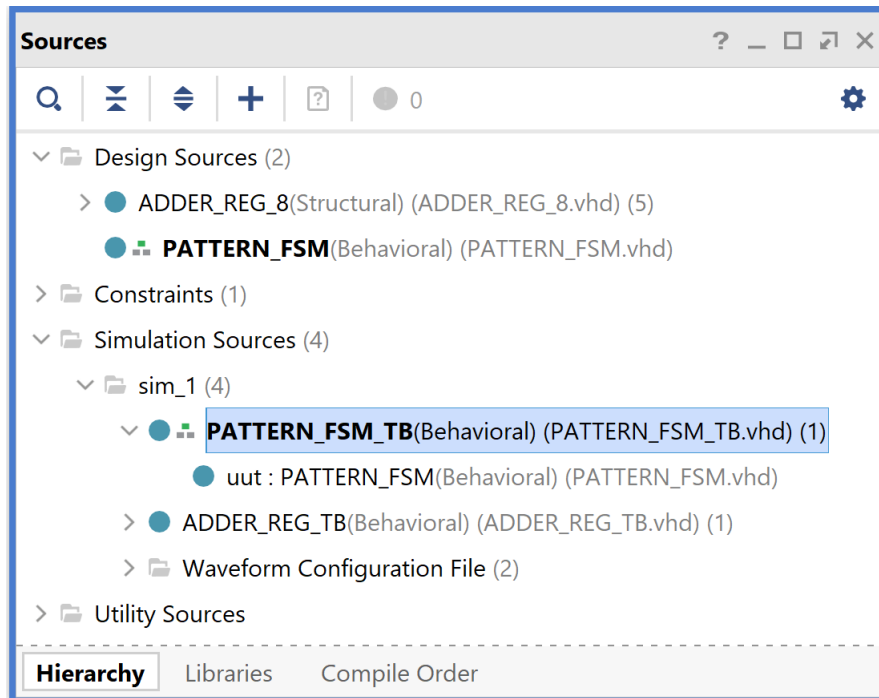 Sources
0
Design Sources (2)
ADDER_REG_8(Structural) (ADDER_REG_8.vhd) (5)
PATTERN_FSM(Behavioral) (PATTERN_FSM.vhd)
Constraints (1)
Simulation Sources (4)
sim_1 (4)
PATTERN_FSM_TB(Behavioral) (PATTERN_FSM_TB.vhd) (1)
uut : PATTERN_FSM(Behavioral) (PATTERN_FSM.vhd)
ADDER_REG_TB(Behavioral) (ADDER_REG_TB.vhd) (1)
Waveform Configuration File (2)
Utility Sources
Hierarchy Libraries Compile Order